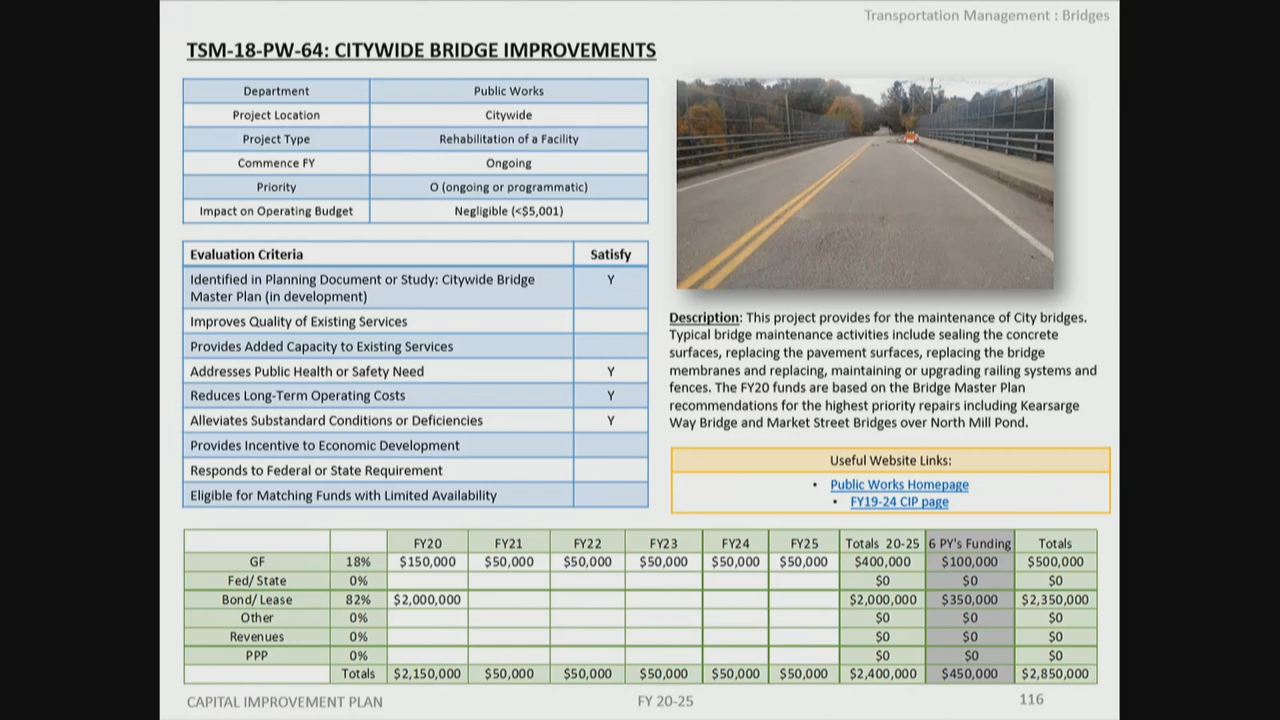 Transportation Management : Bridges
TSM-18-PW-64: CITYWIDE BRIDGE IMPROVEMENTS
Department Public Works
Project Location Citywide
Project Type Rehabilitation of a Facility
Commence FY Ongoing
Priority O (ongoing or programmatic)
Impact on Operating Budget Negligible (<$5,001)
Evaluation Criteria Satisfy
Identified in Planning Document or Study: Citywide Bridge Y
Master Plan (in development)
Improves Quality of Existing Services
Provides Added Capacity to Existing Services
Addresses Public Health or Safety Need Y
Reduces Long-Term Operating Costs Y
Alleviates Substandard Conditions or Deficiencies Y
Provides Incentive to Economic Development
Responds to Federal or State Requirement
Eligible for Matching Funds with Limited Availability
Description: This project provides for the maintenance of City bridges.
Typical bridge maintenance activities include sealing the concrete
surfaces, replacing the pavement surfaces, replacing the bridge
membranes and replacing, maintaining or upgrading railing systems and
fences. The FY20 funds are based on the Bridge Master Plan
recommendations for the highest priority repairs including Kearsarge
Way Bridge and Market Street Bridges over North Mill Pond.
Useful Website Links:
• Public Works Homepage
• FY19-24 CIP page
FY20 FY21 FY22 FY23 FY24 FY25 Totals 20-25 6 PY's Funding Totals
GF 18% $150,000 $50,000 $50,000 $50,000 $50,000 $50,000 $400,000 $100,000 $500,000
Fed/ State 0% $0 $0 $0
Bond/ Lease 82% $2,000,000 $2,000,000 $350,000 $2,350,000
Other 0% $0 $0 $0
Revenues 0% $0 $0 $0
PPP 0% $0 $0 $0
Totals $2,150,000 $50,000 $50,000 $50,000 $50,000 $50,000 $2,400,000 $450,000 $2,850,000
CAPITAL IMPROVEMENT PLAN FY 20-25 116